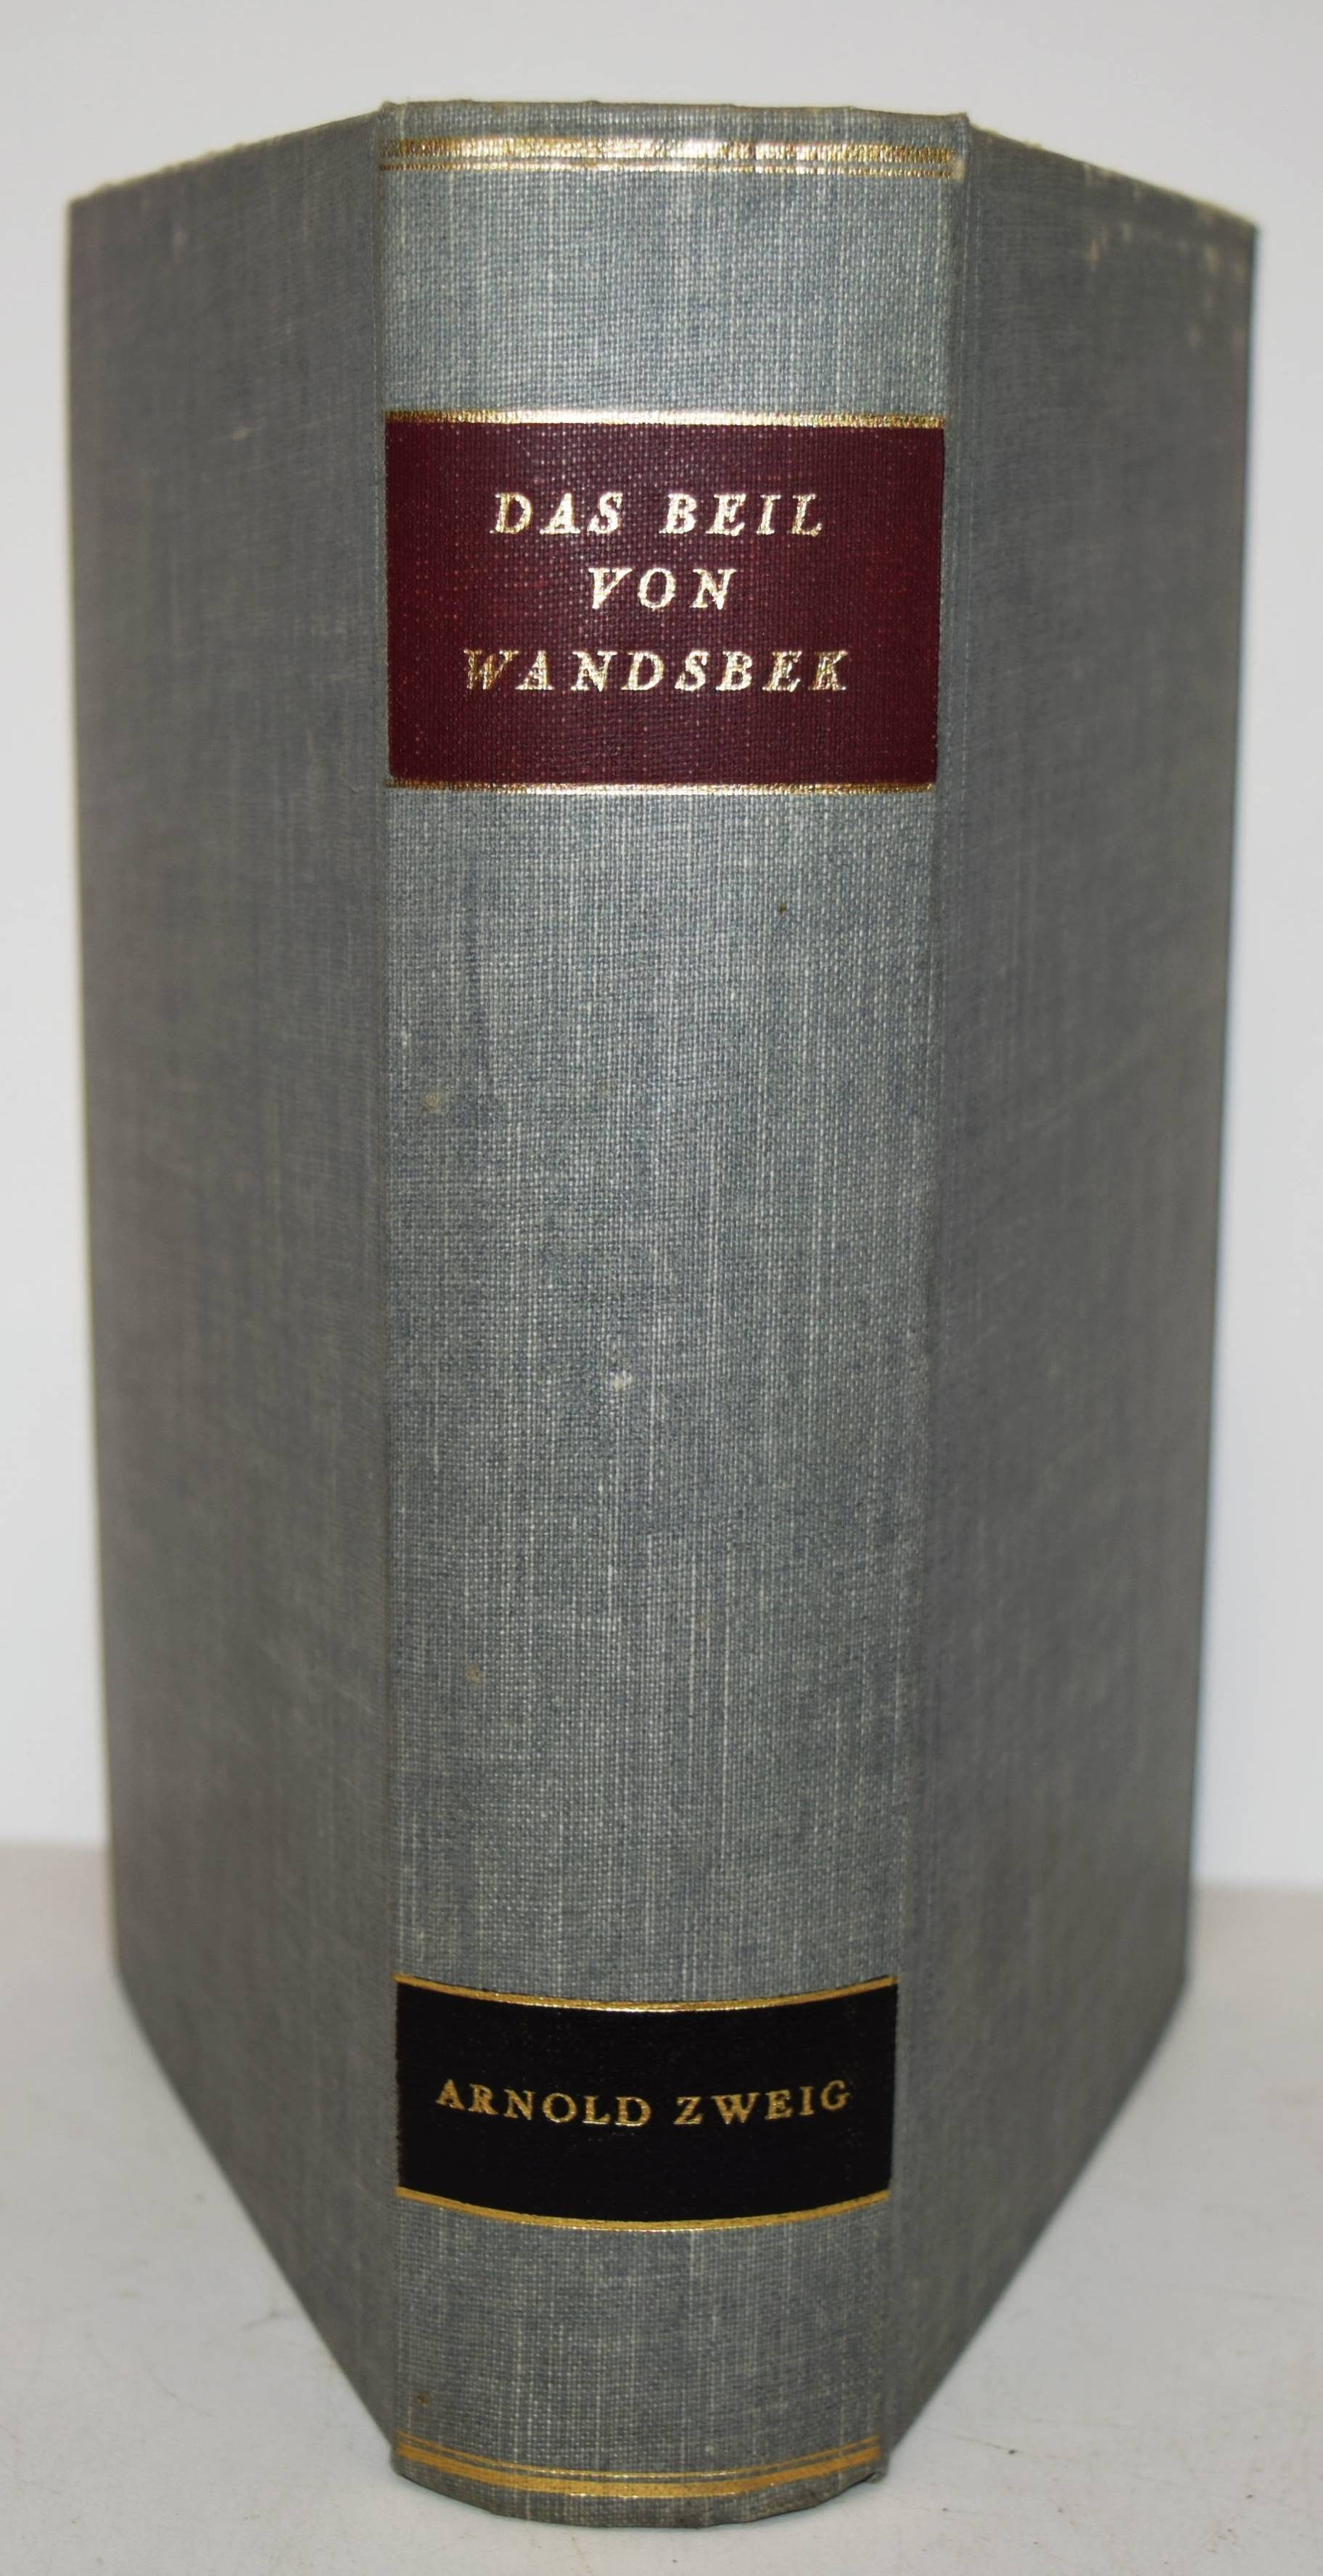 DAS BEIL
VON
WANDSBEK
ARNOLD ZWEIG